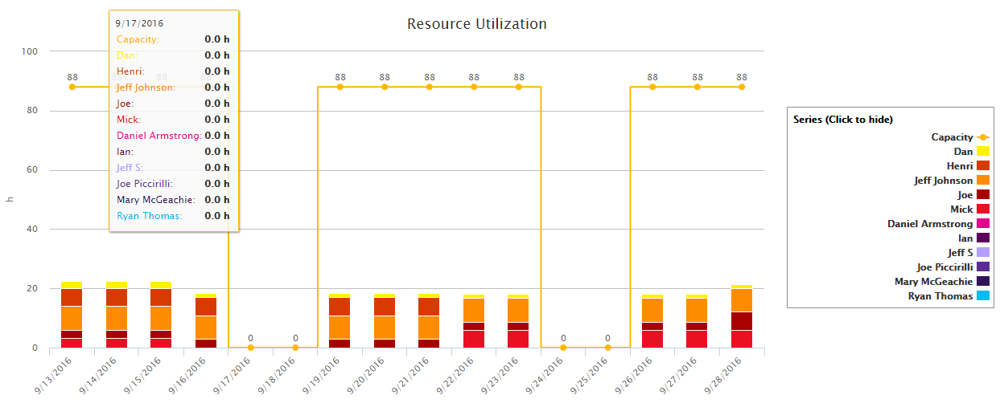 Resource Utilization
9/17/2016
Capacity: 0.0 h
Dan: 0.0 h
Henri: 0.0 h
Jeff Johnson: 0.0 h
Joe: 0.0 h
Mick: 0.0 h
Daniel Armstrong: 0.0 h
Ian: 0.0 h
Jeff S: 0.0 h
Joe Piccirilli: 0.0 h
Mary McGeachie: 0.0 h
Ryan Thomas: 0.0 h
100
80
60
40
20
0
h
88 88 88 88 88 88 88 88 88 88 88 88
0 0 0 0
9/13/2016
9/14/2016
9/15/2016
9/16/2016
9/17/2016
9/18/2016
9/19/2016
9/20/2016
9/21/2016
9/22/2016
9/23/2016
9/24/2016
9/25/2016
9/26/2016
9/27/2016
9/28/2016
Series (Click to hide)
Capacity
Dan
Henri
Jeff Johnson
Joe
Mick
Daniel Armstrong
Ian
Jeff S
Joe Piccirilli
Mary McGeachie
Ryan Thomas